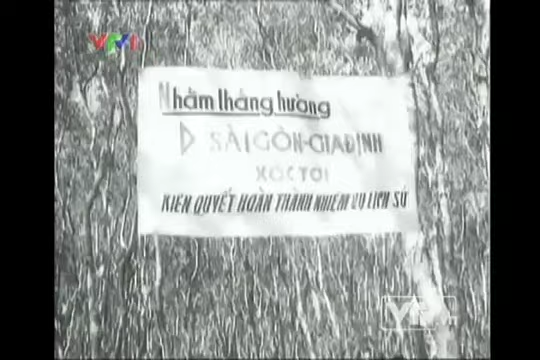 VTV1
Nhằm thẳng hướng
SÀI GÒN-GIA ĐỊNH
XỐC TỚI
KIÊN QUYẾT HOÀN THÀNH NHIỆM VỤ LỊCH SỬ